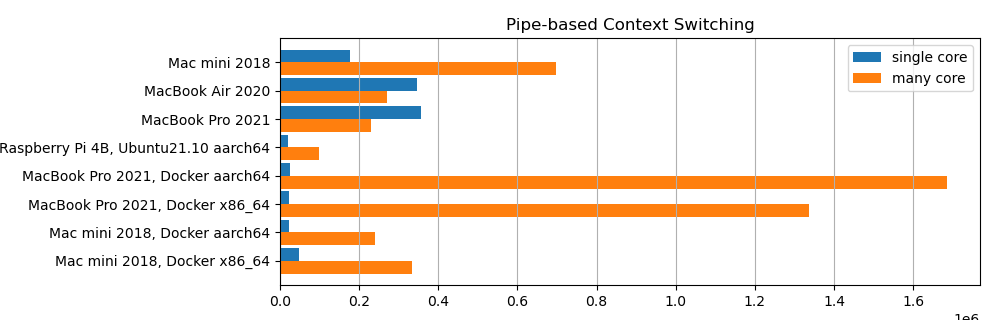 Pipe-based Context Switching
single core
many core
Mac mini 2018
MacBook Air 2020
MacBook Pro 2021
Raspberry Pi 4B, Ubuntu21.10 aarch64
MacBook Pro 2021, Docker aarch64
MacBook Pro 2021, Docker x86_64
Mac mini 2018, Docker aarch64
Mac mini 2018, Docker x86_64
0.0 0.2 0.4 0.6 0.8 1.0 1.2 1.4 1.6
1e6